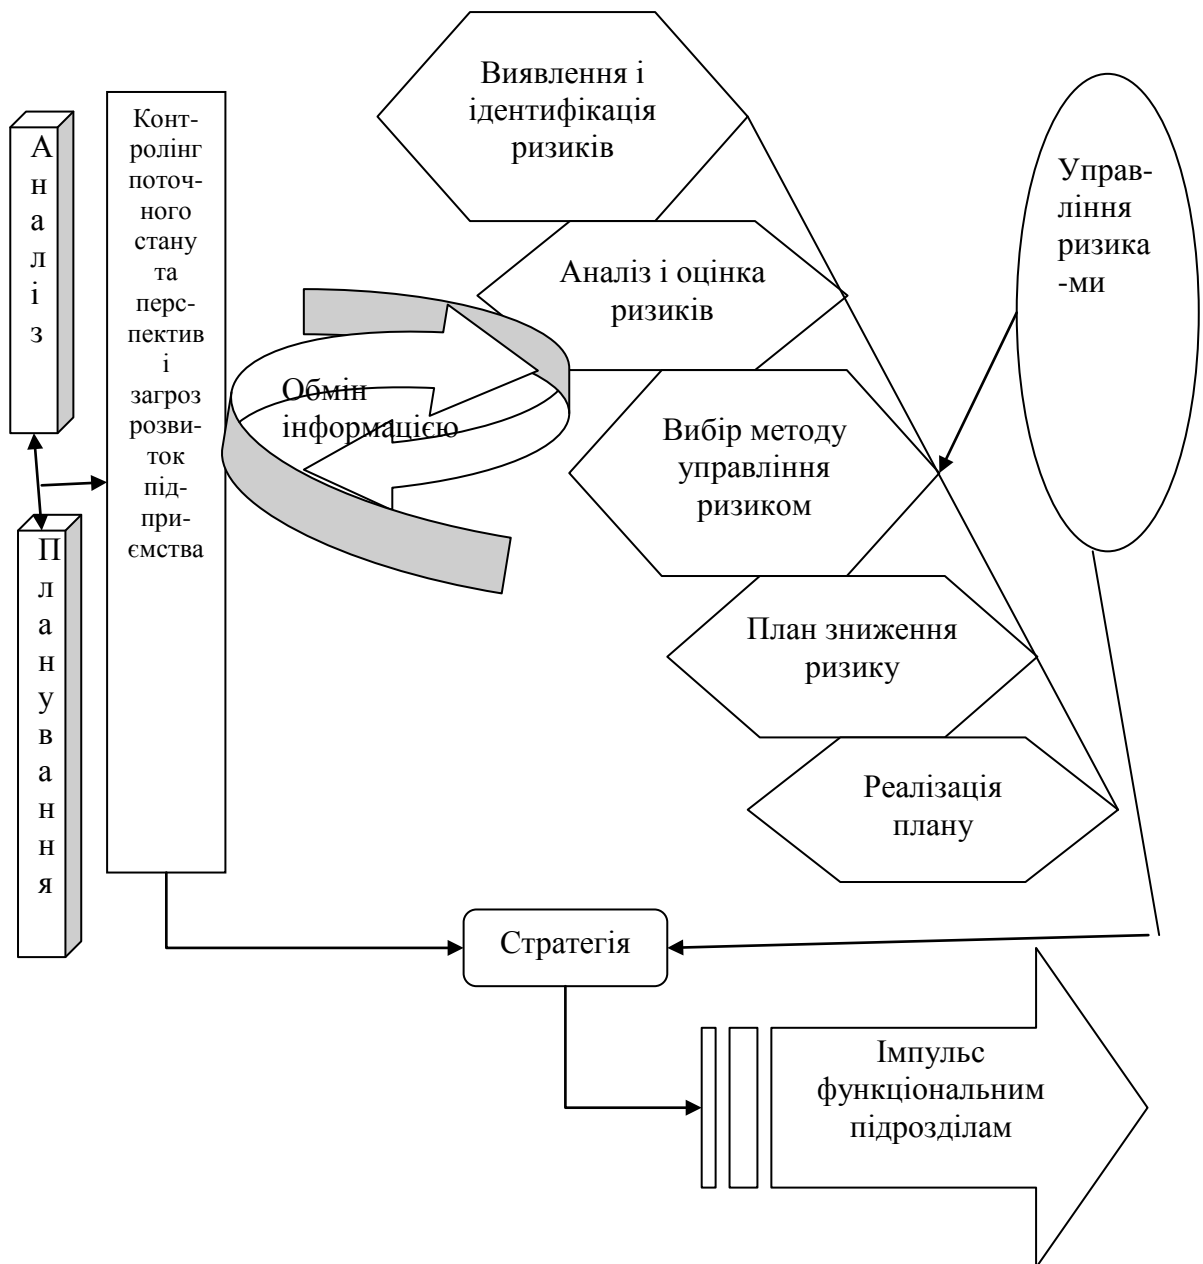 Аналіз
Планування
Конт-
ролінг
поточ-
ного
стану
та
перс-
пектив
і
загроз
розви-
ток
під-
при-
ємства
Обмін
інформацією
Виявлення і
ідентифікація
ризиків
Аналіз і оцінка
ризиків
Вибір методу
управління
ризиком
План зниження
ризику
Реалізація
плану
Управ-
ління
ризика
-ми
Стратегія
Імпульс
функціональним
підрозділам